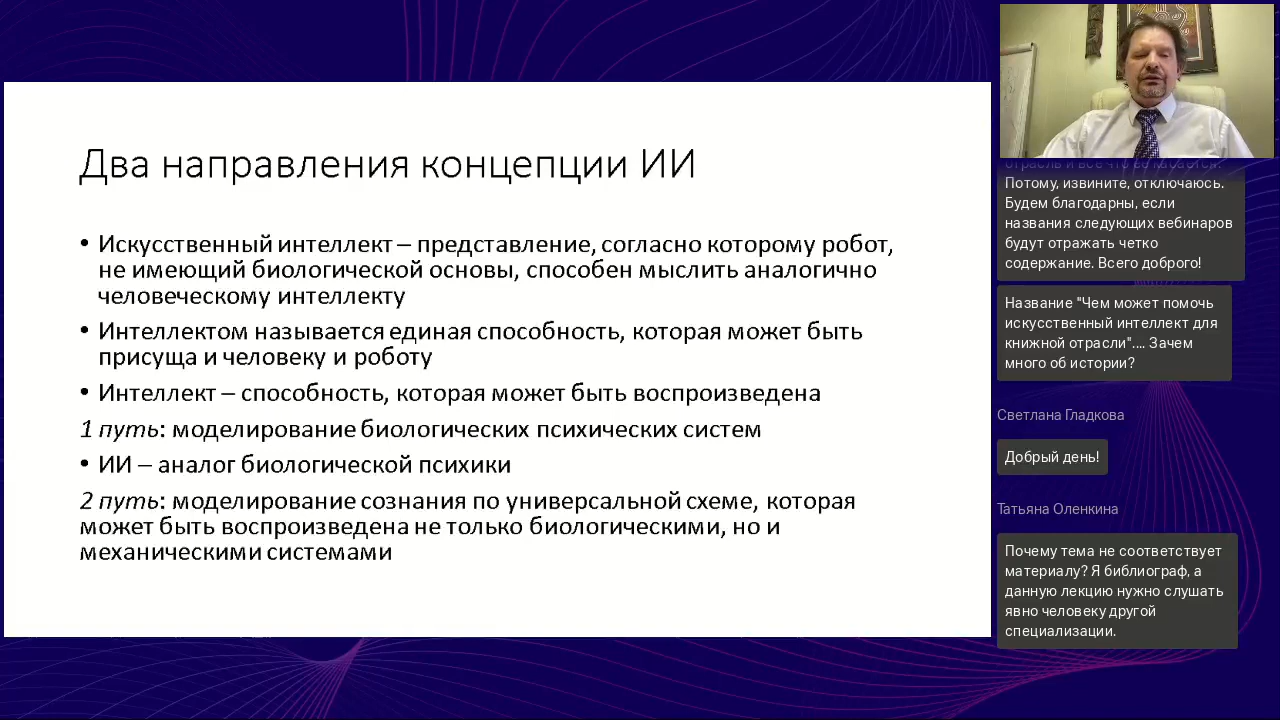 Два направления концепции ИИ
• Искусственный интеллект – представление, согласно которому робот,
не имеющий биологической основы, способен мыслить аналогично
человеческому интеллекту
• Интеллектом называется единая способность, которая может быть
присуща и человеку и роботу
• Интеллект – способность, которая может быть воспроизведена
1 путь: моделирование биологических психических систем
• ИИ – аналог биологической психики
2 путь: моделирование сознания по универсальной схеме, которая
может быть воспроизведена не только биологическими, но и
механическими системами
отрасль и все что ее касается.
Потому, извините, отключаюсь.
Будем благодарны, если
названия следующих вебинаров
будут отражать четко
содержание. Всего доброго!
Название "Чем может помочь
искусственный интеллект для
книжной отрасли".... Зачем
много об истории?
Светлана Гладкова
Добрый день!
Татьяна Оленкина
Почему тема не соответствует
материалу? Я библиограф, а
данную лекцию нужно слушать
явно человеку другой
специализации.